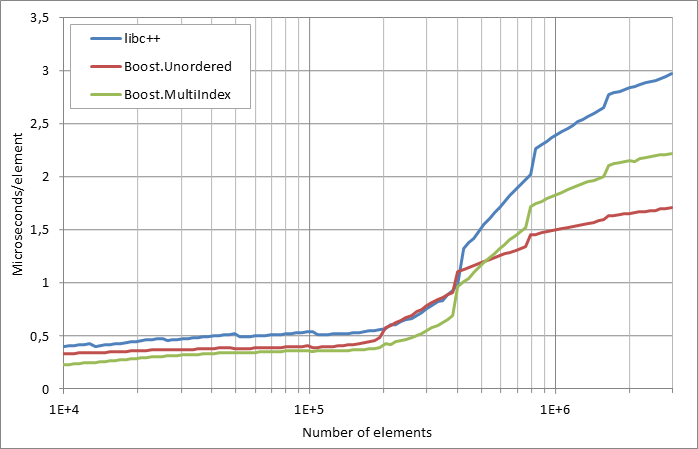 3,5
3
2,5
2
1,5
1
0,5
0
Microseconds/element
libc++
Boost.Unordered
Boost.MultiIndex
1E+4 1E+5 1E+6
Number of elements